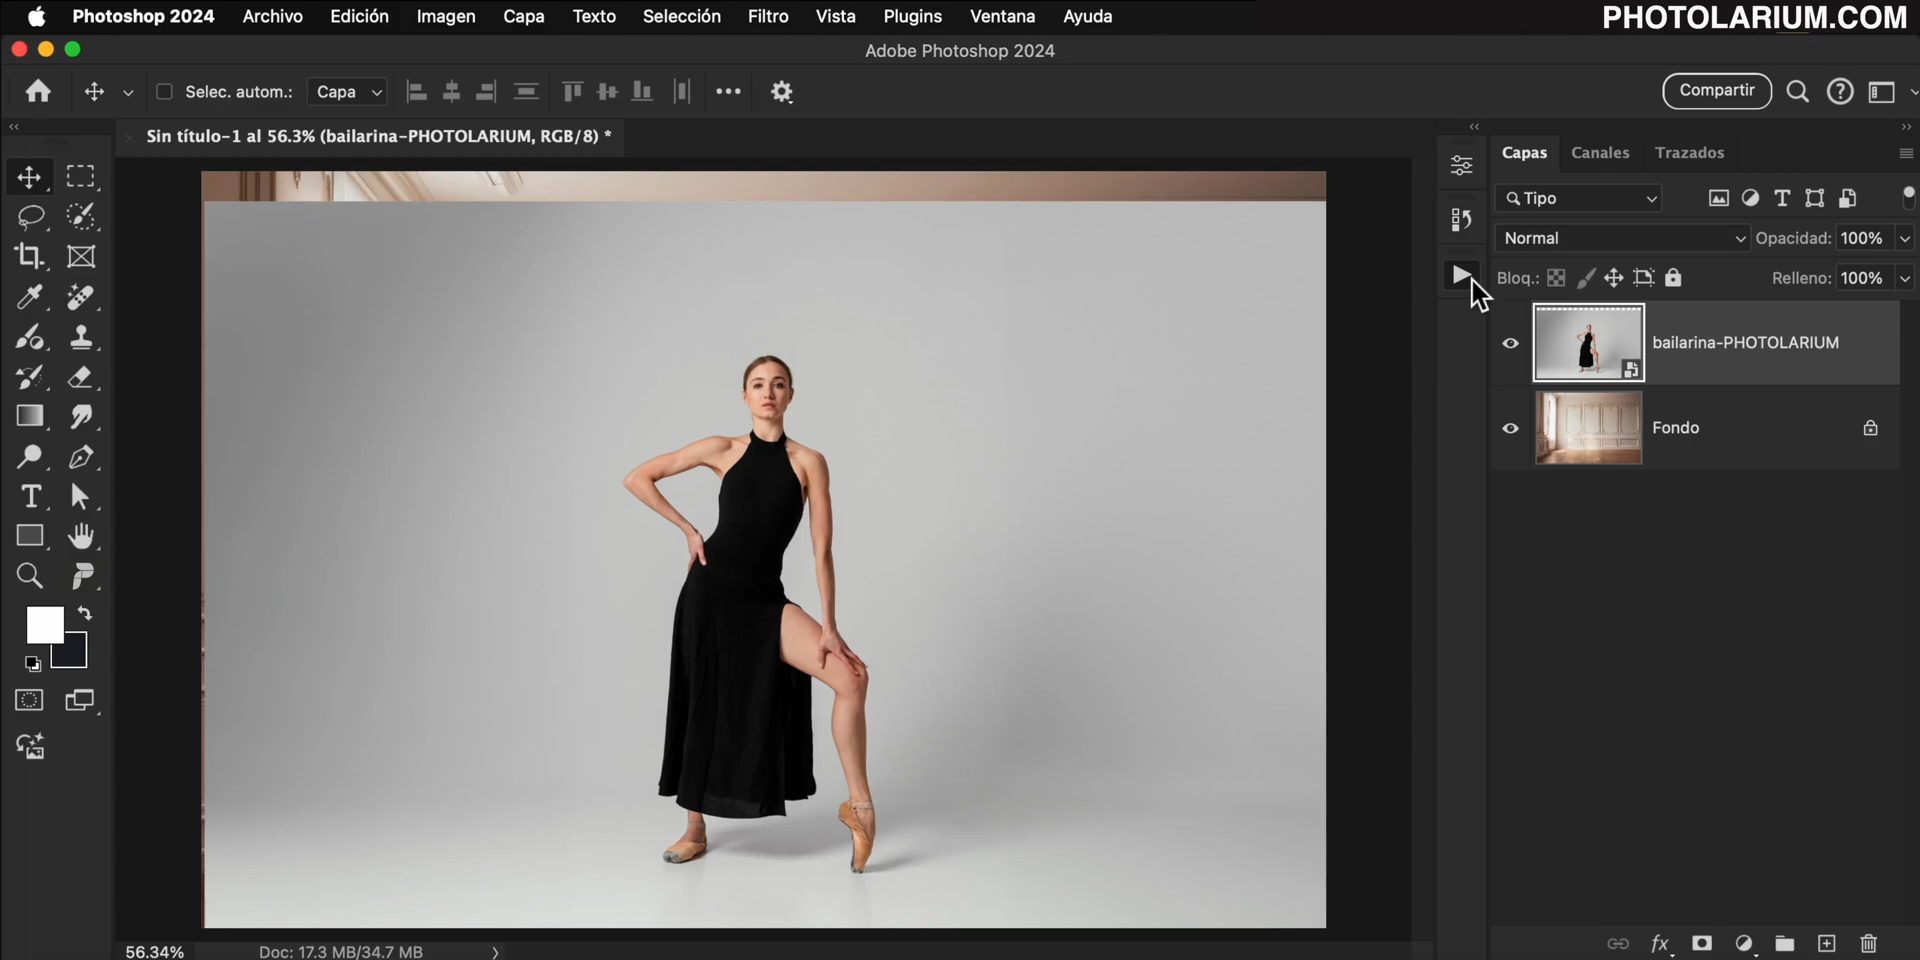 Photoshop 2024 Archivo Edición Imagen Capa Texto Selección Filtro Vista Plugins Ventana Ayuda
PHOTOLARIUM.COM
Adobe Photoshop 2024
Selec. autom.: Capa
Compartir
Sin título-1 al 56.3% (bailarina-PHOTOLARIUM, RGB/8) *
Capas Canales Trazados
Tipo
Normal Opacidad: 100%
Bloq.: Relleno: 100%
bailarina-PHOTOLARIUM
Fondo
56.34% Doc: 17.3 MB/34.7 MB
fx